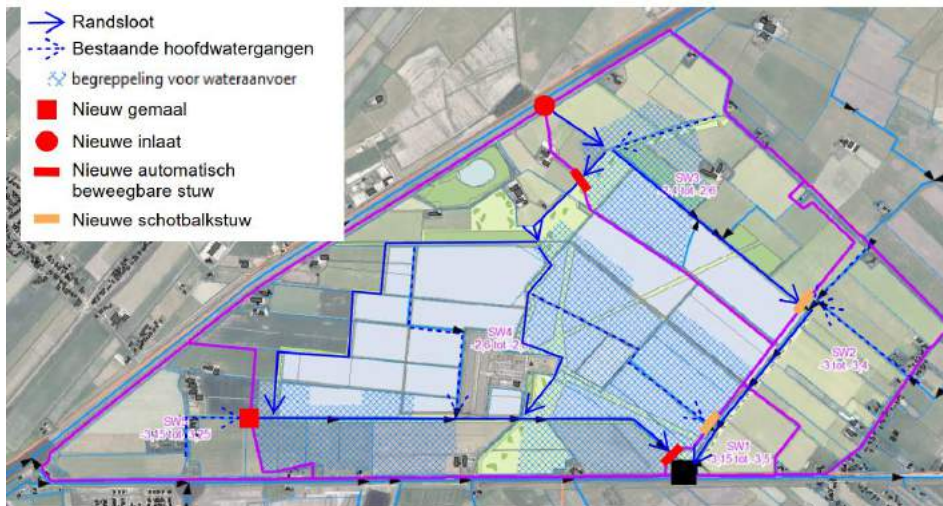 Randsloot
Bestaande hoofdwatergangen
begreppeling voor wateraanvoer
Nieuw gemaal
Nieuwe inlaat
Nieuwe automatisch
beweegbare stuw
Nieuwe schotbalkstuw
SW3
SW4
SW2
-3 tot -3,4
SW1